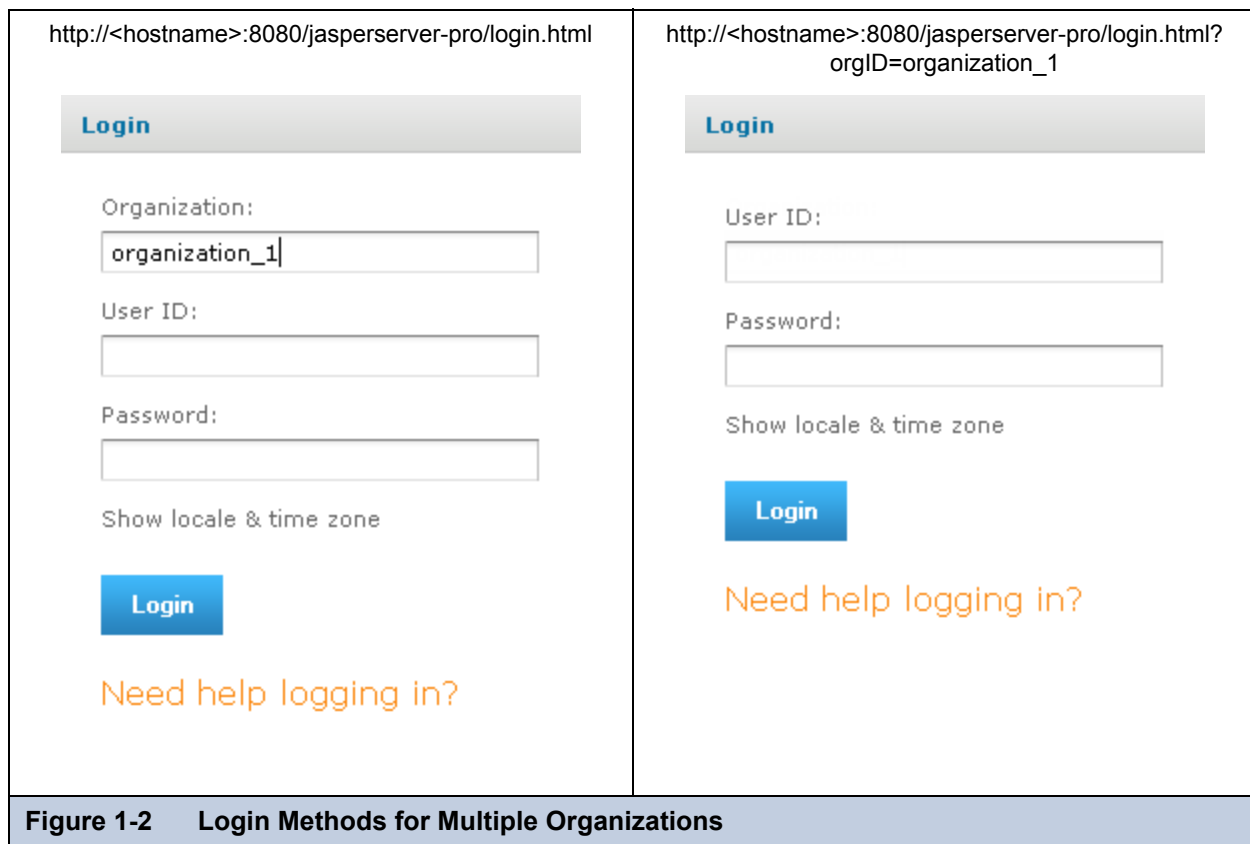 http://<hostname>:8080/jasperserver-pro/login.html
Login
Organization:
organization_1
User ID:
Password:
Show locale & time zone
Login
Need help logging in?
http://<hostname>:8080/jasperserver-pro/login.html?
orgID=organization_1
Login
User ID:
Password:
Show locale & time zone
Login
Need help logging in?
Figure 1-2 Login Methods for Multiple Organizations